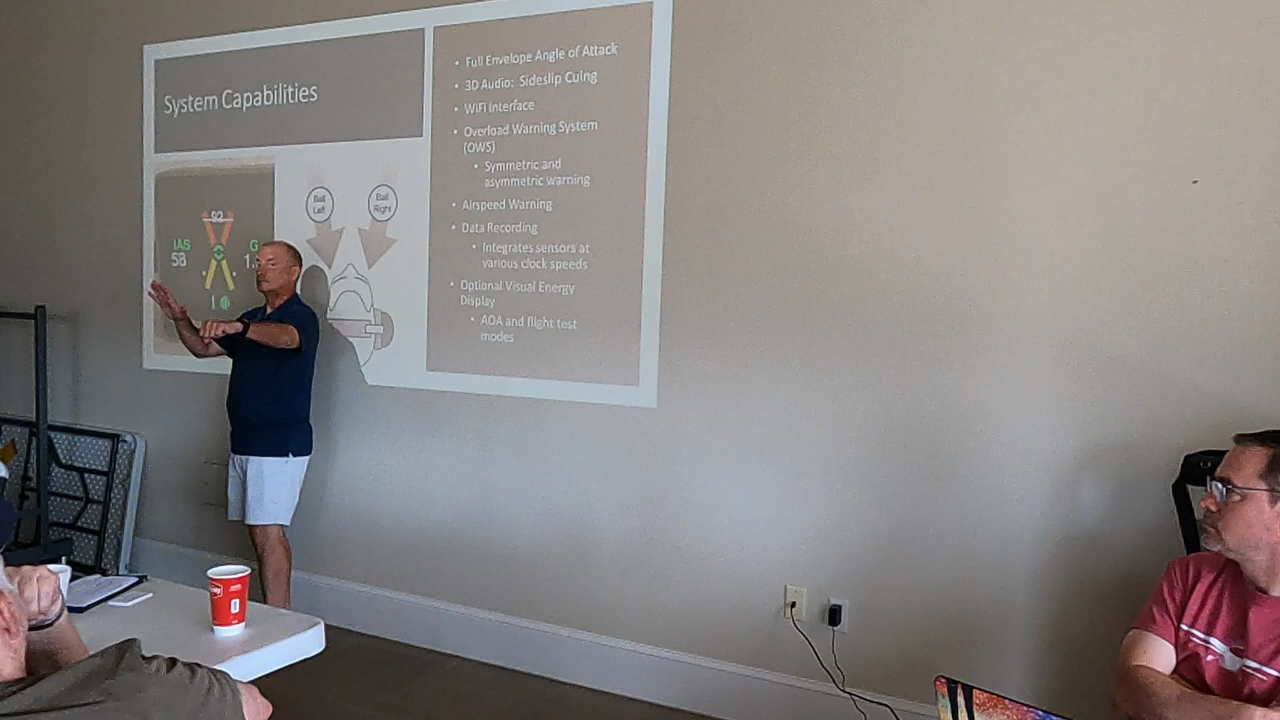 System Capabilities
92
IAS
58
G
1.
Ball
Left
Ball
Right
• Full Envelope Angle of Attack
• 3D Audio: Sideslip Cuing
• WiFi Interface
• Overload Warning System
(OWS)
• Symmetric and
asymmetric warning
• Airspeed Warning
• Data Recording
• Integrates sensors at
various clock speeds
• Optional Visual Energy
Display
• AOA and flight test
modes